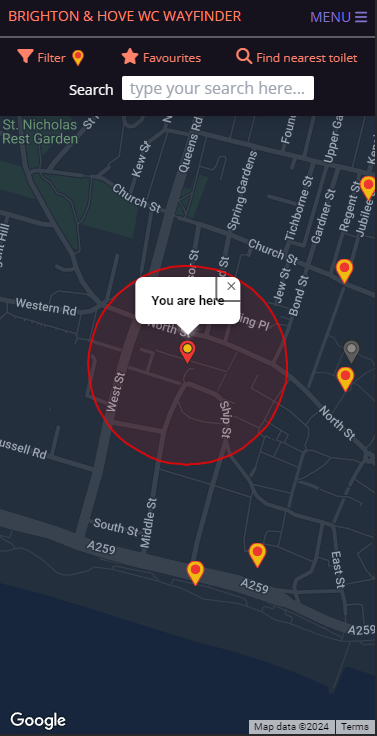 BRIGHTON & HOVE WC WAYFINDER
MENU
Filter
Favourites
Find nearest toilet
Search
type your search here...
St. Nicholas
Rest Garden
St
Kew St
Queens Rd
Spring Gardens
Upper Ga
Church St
Tichborne St
Gardner St
Regent St
Jubilee
Church St
Jew St
Bond St
Western Rd
You are here
North St
West St
Ship St
North St
ussell Rd
Middle St
South St
A259
A259
East St
A259
Google
Map data ©2024
Terms